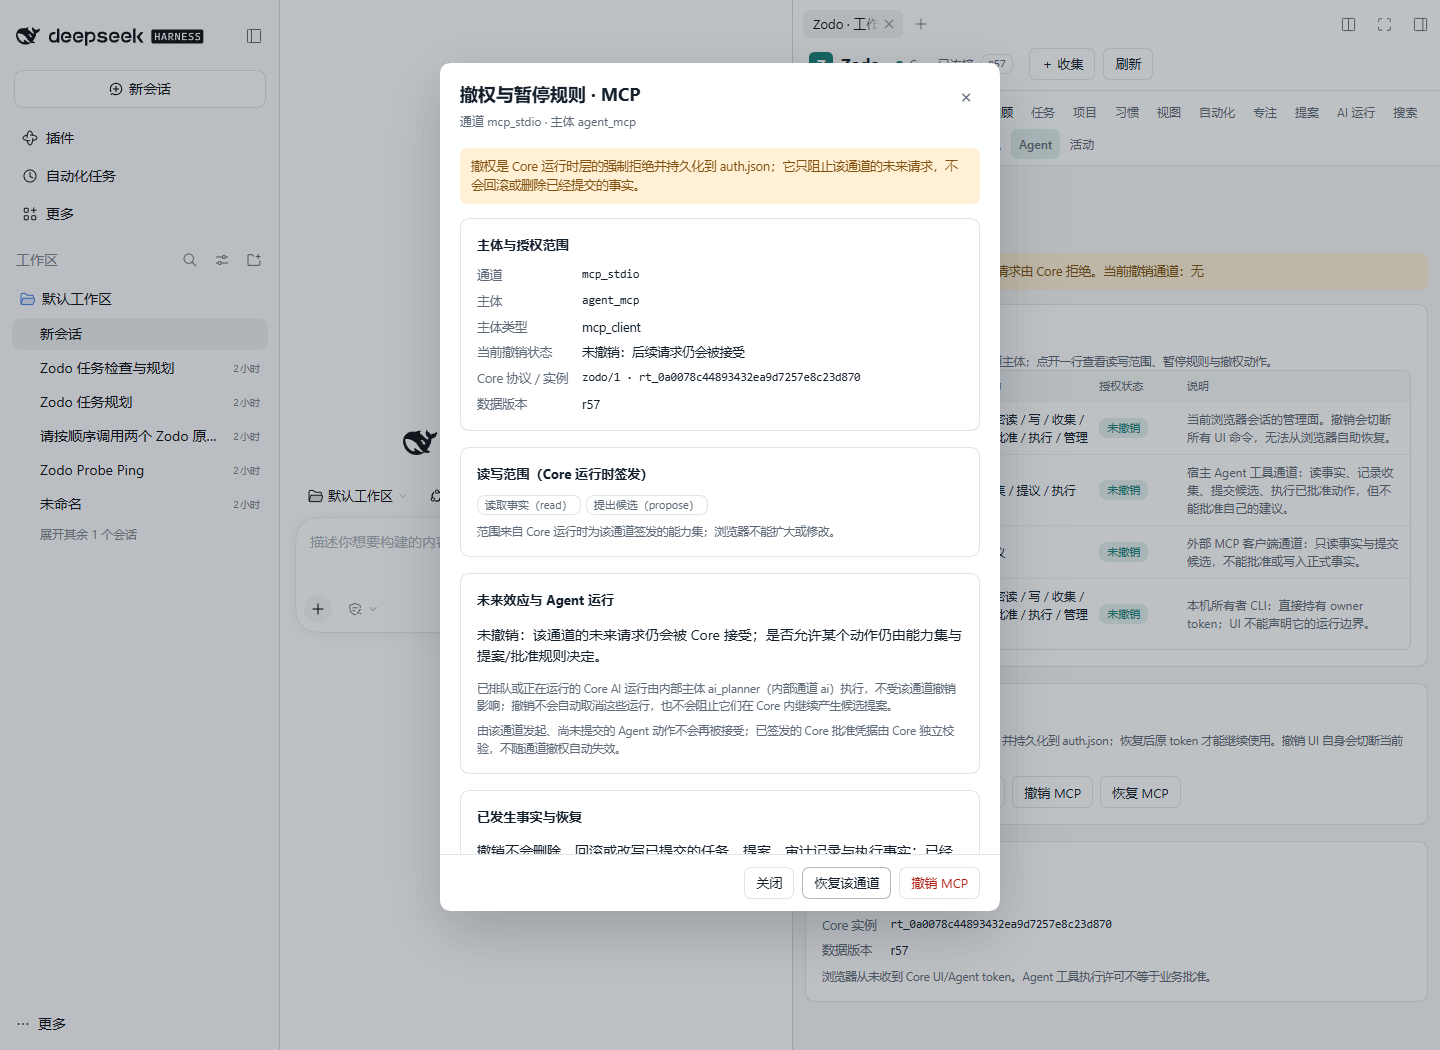 deepseek HARNESS
新会话
插件
自动化任务
更多
工作区
默认工作区
新会话
Zodo 任务检查与规划 2小时
Zodo 任务规划 2小时
请按顺序调用两个 Zodo 原... 2小时
Zodo Probe Ping 2小时
未命名 2小时
展开其余 1 个会话
更多
默认工作区
描述你想要构建的内容
Zodo · 工作
+ 收集
刷新
顾 任务 项目 习惯 视图 自动化 专注 提案 AI 运行 搜索
Agent 活动
撤权与暂停规则 · MCP
通道 mcp_stdio · 主体 agent_mcp
撤权是 Core 运行时层的强制拒绝并持久化到 auth.json；它只阻止该通道的未来请求，不
会回滚或删除已经提交的事实。
主体与授权范围
通道 mcp_stdio
主体 agent_mcp
主体类型 mcp_client
当前撤销状态 未撤销：后续请求仍会被接受
Core 协议 / 实例 zodo/1 · rt_0a0078c44893432ea9d7257e8c23d870
数据版本 r57
读写范围（Core 运行时签发）
读取事实（read） 提出候选（propose）
范围来自 Core 运行时为该通道签发的能力集；浏览器不能扩大或修改。
未来效应与 Agent 运行
未撤销：该通道的未来请求仍会被 Core 接受；是否允许某个动作仍由能力集与
提案/批准规则决定。
已排队或正在运行的 Core AI 运行由内部主体 ai_planner（内部通道 ai）执行，不受该通道撤销
影响；撤销不会自动取消这些运行，也不会阻止它们在 Core 内继续产生候选提案。
由该通道发起、尚未提交的 Agent 动作不会再被接受；已签发的 Core 批准凭据由 Core 独立校
验，不随通道撤权自动失效。
已发生事实与恢复
撤销不会删除、回滚或改写已提交的任务、提案、审计记录与执行事实；已经
关闭
恢复该通道
撤销 MCP
请求由 Core 拒绝。当前撤销通道：无
主体；点开一行查看读写范围、暂停规则与撤权动作。
授权状态 说明
读 / 写 / 收集 /
批准 / 执行 / 管理
未撤销
当前浏览器会话的管理面。撤销会切断
所有 UI 命令，无法从浏览器自助恢复。
集 / 提议 / 执行
未撤销
宿主 Agent 工具通道：读事实、记录收
集、提交候选、执行已批准动作，但不
能批准自己的建议。
议
未撤销
外部 MCP 客户端通道：只读事实与提交
候选，不能批准或写入正式事实。
读 / 写 / 收集 /
批准 / 执行 / 管理
未撤销
本机所有者 CLI：直接持有 owner
token；UI 不能声明它的运行边界。
并持久化到 auth.json；恢复后原 token 才能继续使用。撤销 UI 自身会切断当前
撤销 MCP
恢复 MCP
Core 实例 rt_0a0078c44893432ea9d7257e8c23d870
数据版本 r57
浏览器从未收到 Core UI/Agent token。Agent 工具执行许可不等于业务批准。